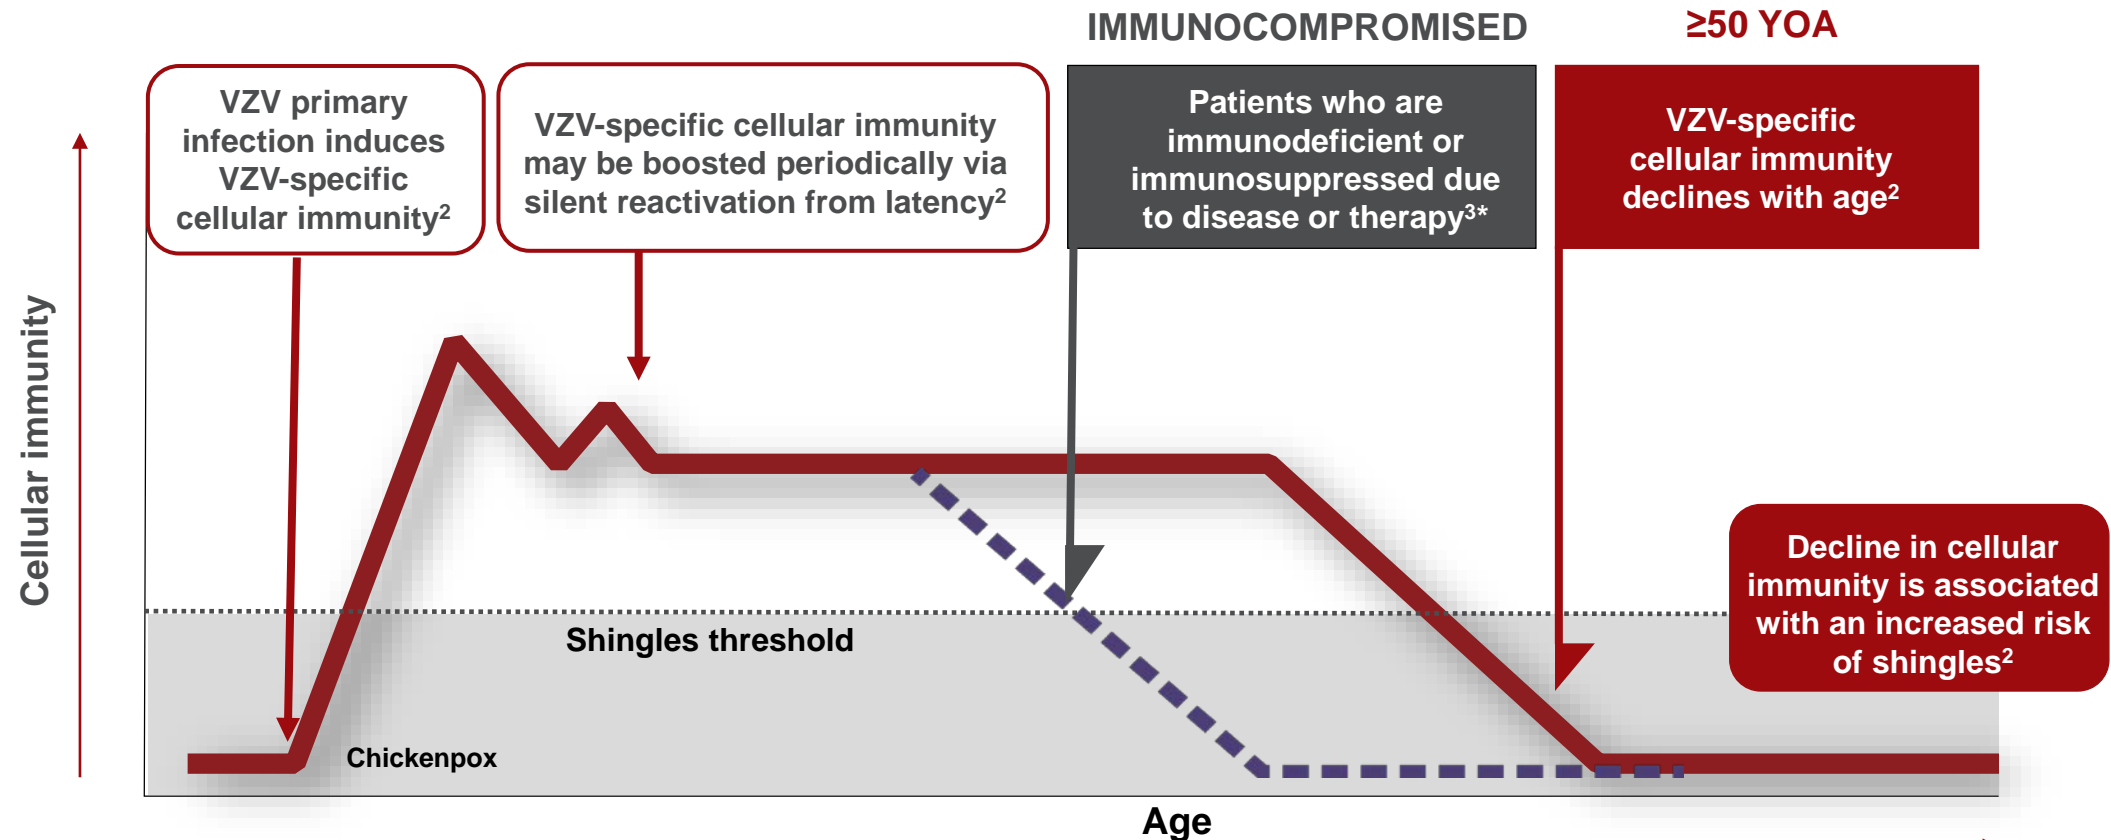 IMMUNOCOMPROMISED
≥50 YOA
VZV primary
infection induces
VZV-specific
cellular immunity²
VZV-specific cellular immunity
may be boosted periodically via
silent reactivation from latency²
Patients who are
immunodeficient or
immunosuppressed due
to disease or therapy³*
VZV-specific
cellular immunity
declines with age²
Cellular immunity
Decline in cellular
immunity is associated
with an increased risk
of shingles²
Shingles threshold
Chickenpox
Age